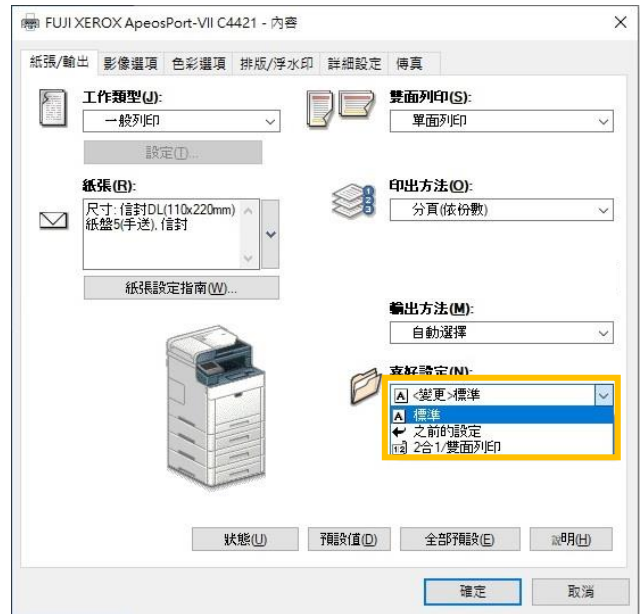 FUJI XEROX ApeosPort-VII C4421 - 內容
紙張/輸出 影像選項 色彩選項 排版/浮水印 詳細設定 傳真
工作類型(J):
一般列印
設定(T)...
紙張(R):
尺寸: 信封DL(110x220mm)
紙盤5(手送), 信封
紙張設定指南(W)...
雙面列印(S):
單面列印
印出方法(O):
分頁(依份數)
輸出方法(M):
自動選擇
喜好設定(N):
<變更>標準
標準
之前的設定
2合1/雙面列印
狀態(U) 預設值(D) 全部預設(E) 說明(H)
確定 取消